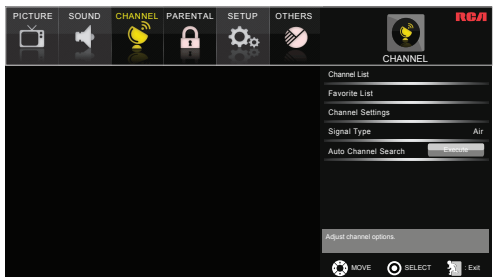 PICTURE SOUND CHANNEL PARENTAL SETUP OTHERS
RCA
CHANNEL
Channel List
Favorite List
Channel Settings
Signal Type Air
Auto Channel Search Execute
Adjust channel options.
MOVE SELECT : Exit